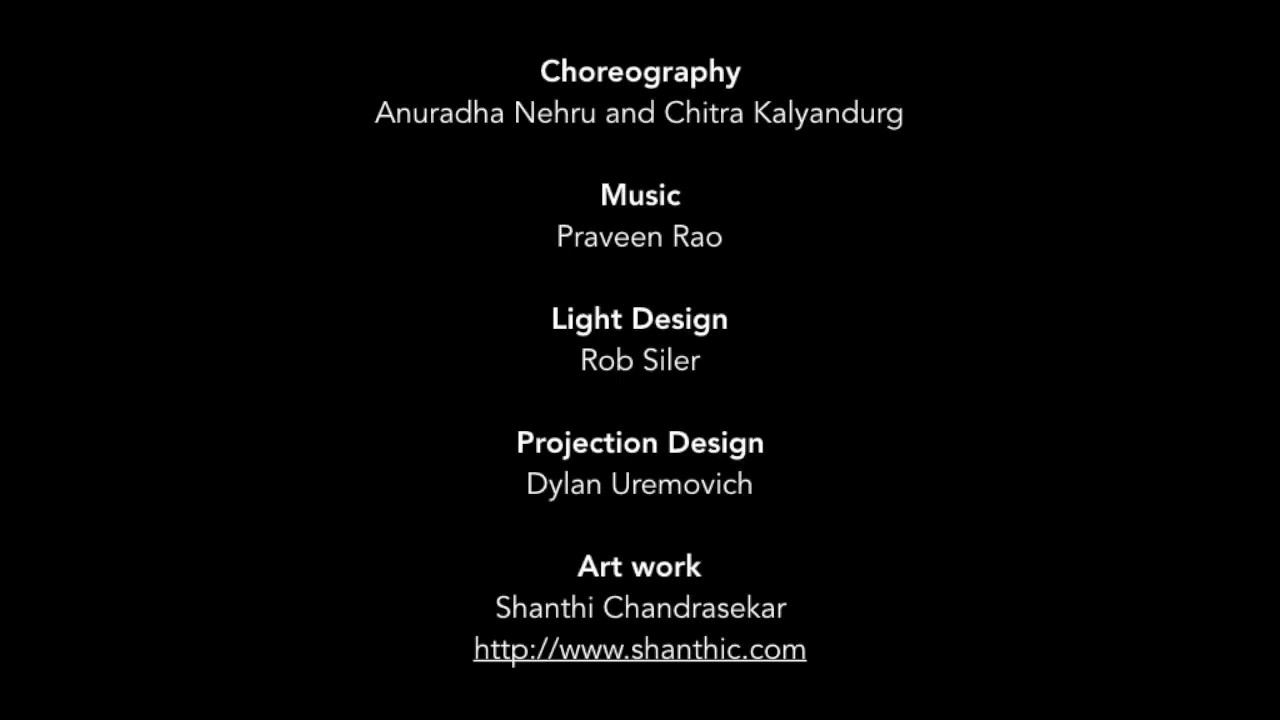 Choreography
Anuradha Nehru and Chitra Kalyandurg
Music
Praveen Rao
Light Design
Rob Siler
Projection Design
Dylan Uremovich
Art work
Shanthi Chandrasekar
http://www.shanthic.com